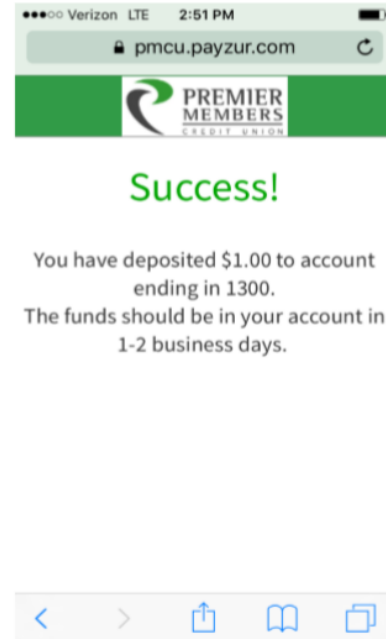 Verizon LTE 2:51 PM
pmcu.payzur.com
PREMIER
MEMBERS
CREDIT UNION
Success!
You have deposited $1.00 to account
ending in 1300.
The funds should be in your account in
1-2 business days.